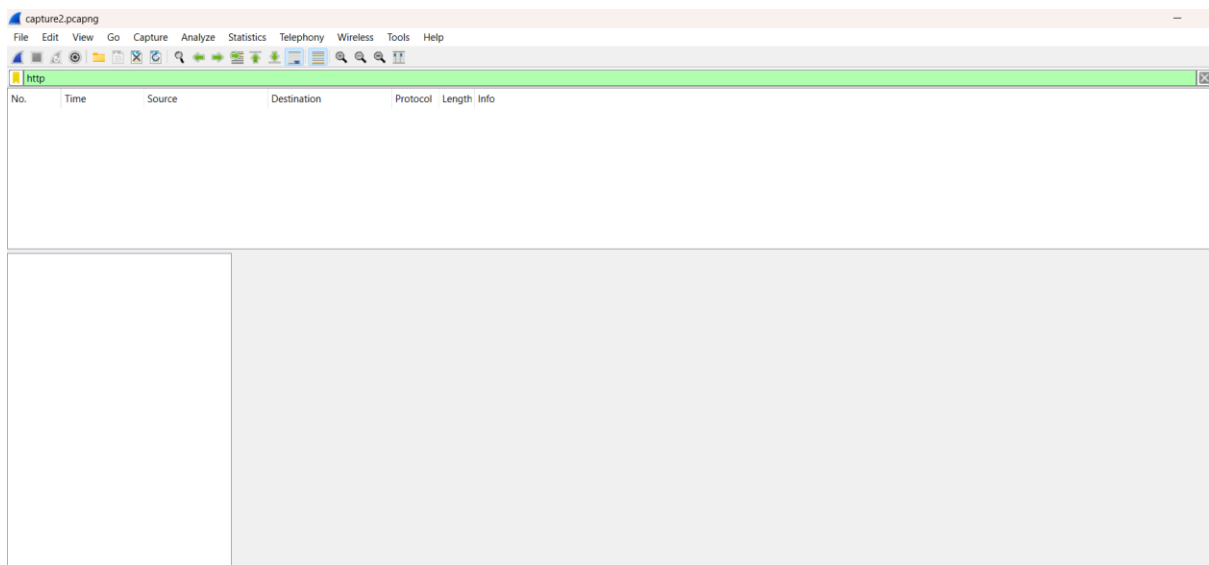 capture2.pcapng
File Edit View Go Capture Analyze Statistics Telephony Wireless Tools Help
http
No. Time Source Destination Protocol Length Info